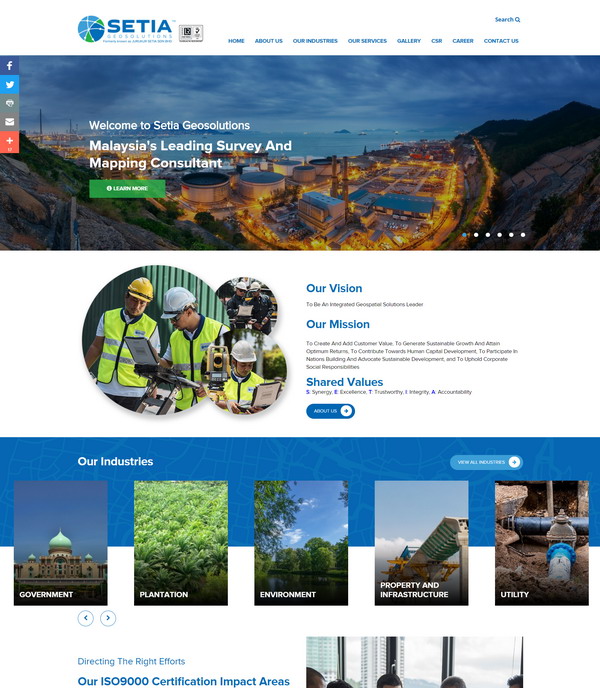 SETIA
GEOSOLUTIONS
Formerly known as JURUKUR SETIA SDN BHD
Search
HOME ABOUT US OUR INDUSTRIES OUR SERVICES GALLERY CSR CAREER CONTACT US
Welcome to Setia Geosolutions
Malaysia's Leading Survey And
Mapping Consultant
LEARN MORE
Our Vision
To Be An Integrated Geospatial Solutions Leader
Our Mission
To Create And Add Customer Value, To Generate Sustainable Growth And Attain
Optimum Returns, To Contribute Towards Human Capital Development, To Participate In
Nations Building And Advocate Sustainable Development, and To Uphold Corporate
Social Responsibilities
Shared Values
S: Synergy, E: Excellence, T: Trustworthy, I: Integrity, A: Accountability
ABOUT US
Our Industries
VIEW ALL INDUSTRIES
GOVERNMENT
PLANTATION
ENVIRONMENT
PROPERTY AND
INFRASTRUCTURE
UTILITY
Directing The Right Efforts
Our ISO9000 Certification Impact Areas